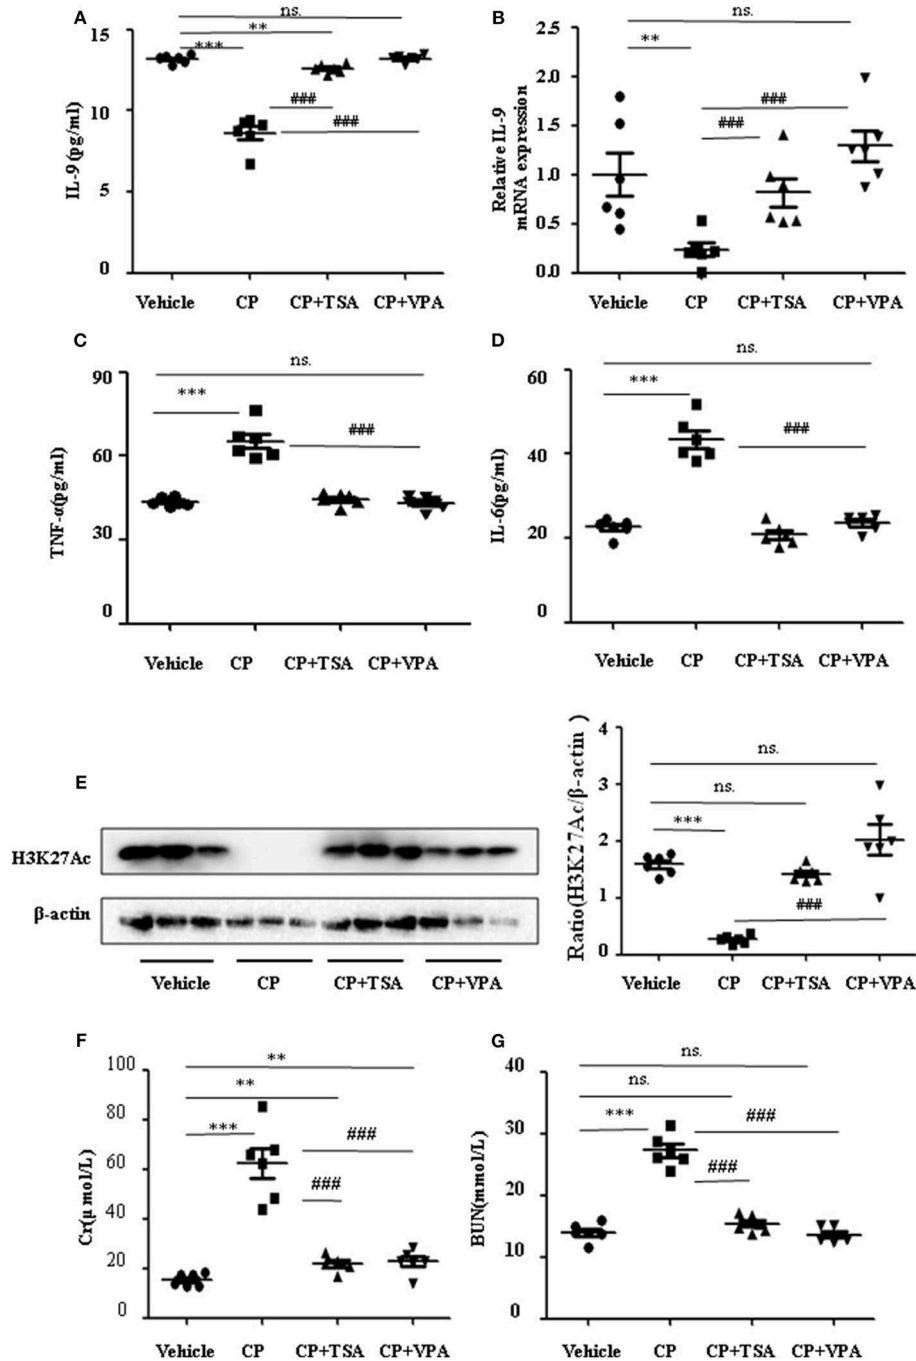 A
ns.
**
***
###
###
IL-9 (pg/ml)
15
10
5
0
Vehicle CP CP+TSA CP+VPA
B
ns.
**
###
###
Relative IL-9
mRNA expression
2.5
2.0
1.5
1.0
0.5
0.0
Vehicle CP CP+TSA CP+VPA
C
ns.
***
###
TNF-α(pg/ml)
90
60
30
0
Vehicle CP CP+TSA CP+VPA
D
ns.
***
###
IL-6(pg/ml)
60
40
20
0
Vehicle CP CP+TSA CP+VPA
E
H3K27Ac
β-actin
Vehicle CP CP+TSA CP+VPA
Ratio(H3K27Ac/β-actin )
4
3
2
1
0
ns.
ns.
***
###
Vehicle CP CP+TSA CP+VPA
F
**
**
***
###
###
Cr(μ mol/L)
100
80
60
40
20
0
Vehicle CP CP+TSA CP+VPA
G
ns.
ns.
***
###
###
BUN(mmol/L)
40
30
20
10
0
Vehicle CP CP+TSA CP+VPA